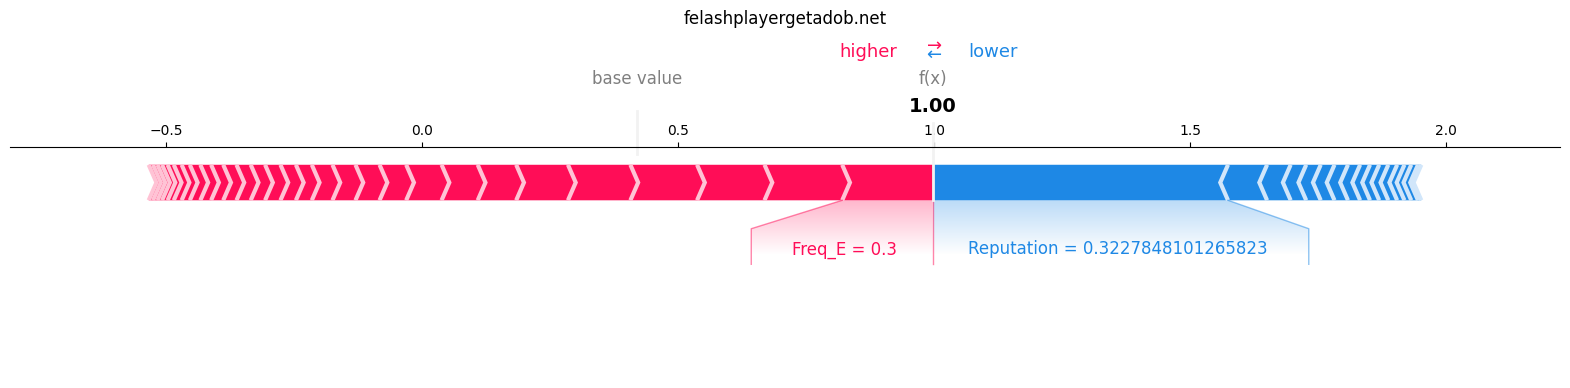 felashplayergetadob.net
higher ⇄ lower
base value f(x)
1.00
−0.5 0.0 0.5 1.0 1.5 2.0
Freq_E = 0.3 Reputation = 0.3227848101265823